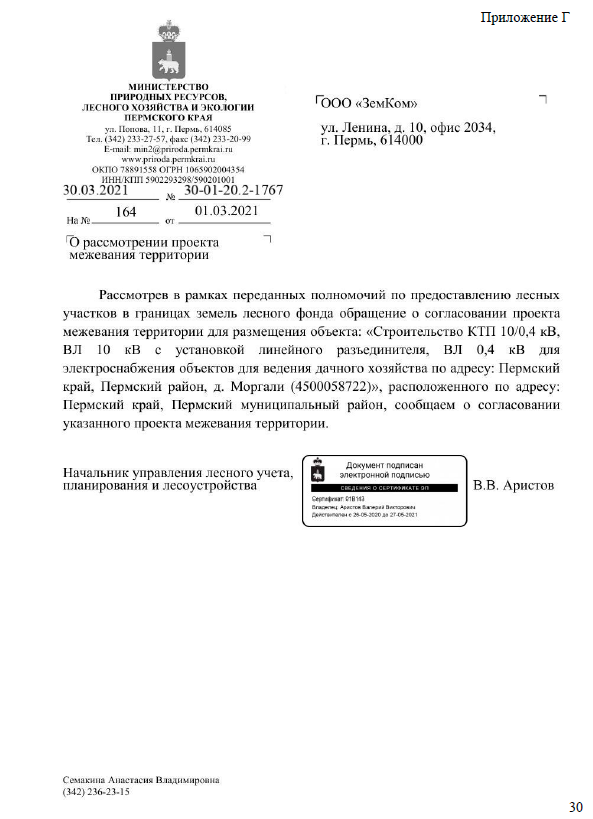 Приложение Г
МИНИСТЕРСТВО
ПРИРОДНЫХ РЕСУРСОВ,
ЛЕСНОГО ХОЗЯЙСТВА И ЭКОЛОГИИ
ПЕРМСКОГО КРАЯ
ул. Попова, 11, г. Пермь, 614085
Тел. (342) 233-27-57, факс (342) 233-20-99
E-mail: min2@priroda.permkrai.ru
www.priroda.permkrai.ru
ОКПО 78891558 ОГРН 1065902004354
ИНН/КПП 5902293298/590201001
30.03.2021 № 30-01-20.2-1767
На № 164 от 01.03.2021
ООО «ЗемКом»
ул. Ленина, д. 10, офис 2034,
г. Пермь, 614000
О рассмотрении проекта
межевания территории
Рассмотрев в рамках переданных полномочий по предоставлению лесных
участков в границах земель лесного фонда обращение о согласовании проекта
межевания территории для размещения объекта: «Строительство КТП 10/0,4 кВ,
ВЛ 10 кВ с установкой линейного разъединителя, ВЛ 0,4 кВ для
электроснабжения объектов для ведения дачного хозяйства по адресу: Пермский
край, Пермский район, д. Моргали (4500058722)», расположенного по адресу:
Пермский край, Пермский муниципальный район, сообщаем о согласовании
указанного проекта межевания территории.
Начальник управления лесного учета,
планирования и лесоустройства
Документ подписан
электронной подписью
СВЕДЕНИЯ О СЕРТИФИКАТЕ ЭП
Сертификат 01B143
Владелец Аристов Валерий Викторович
Действителен с 26-05-2020 до 27-05-2021
В.В. Аристов
Семакина Анастасия Владимировна
(342) 236-23-15
30